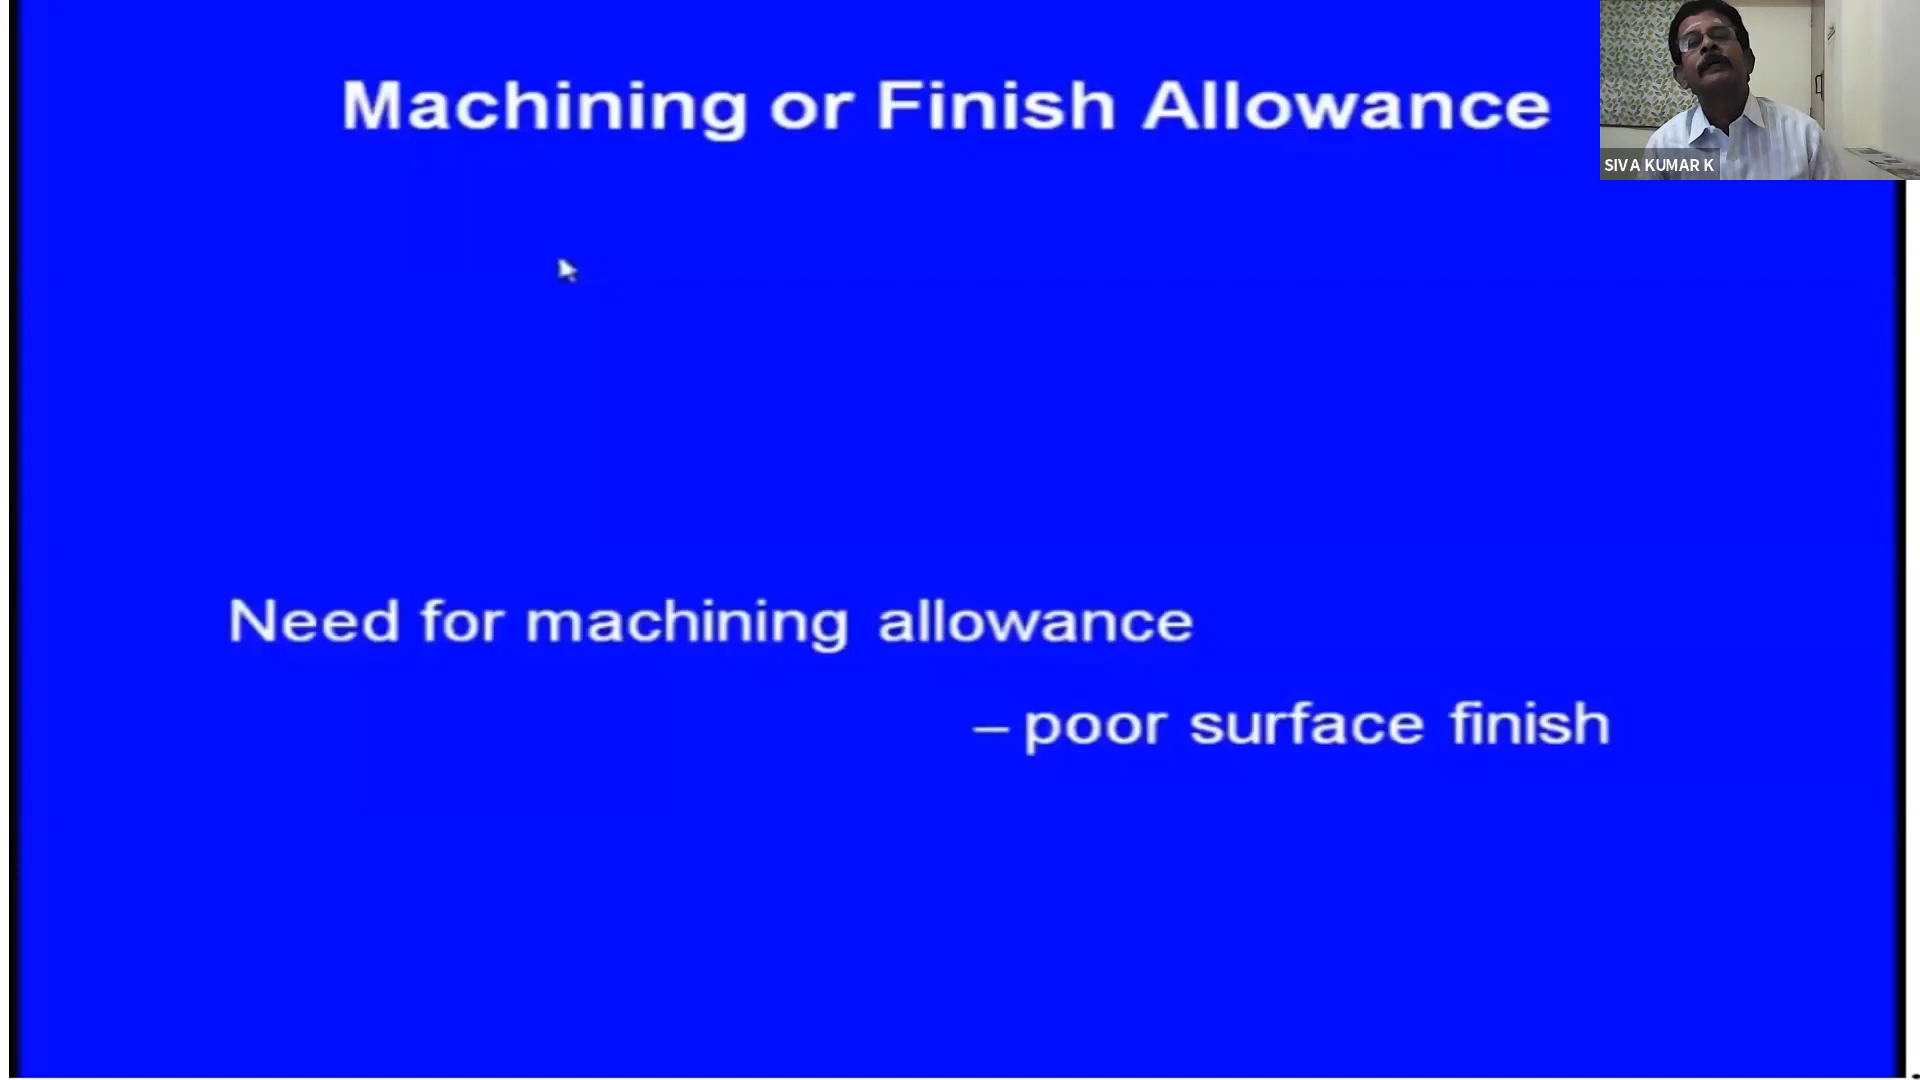 Machining or Finish Allowance
SIVA KUMAR K
Need for machining allowance
– poor surface finish